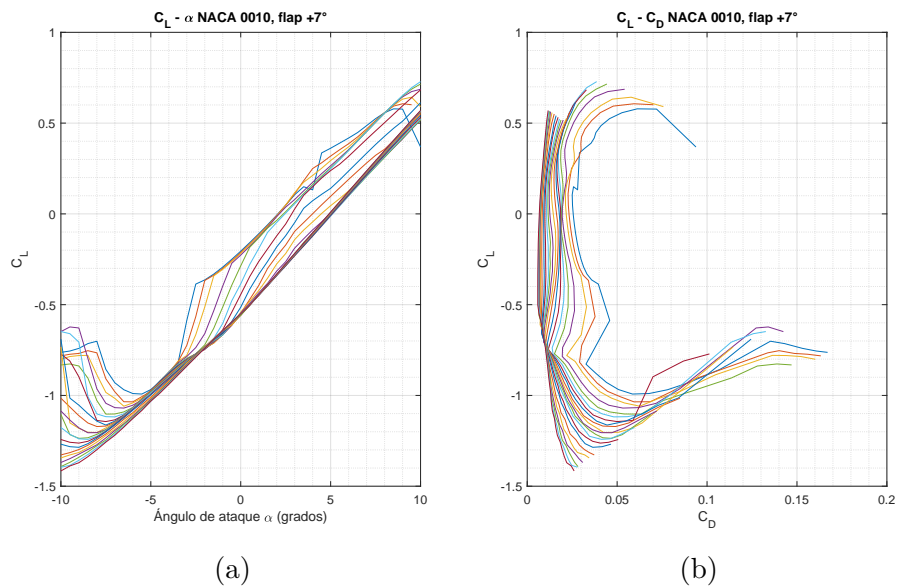 C_L - α NACA 0010, flap +7°
C_L - C_D NACA 0010, flap +7°
1
0.5
0
-0.5
-1
-1.5
C_L
-10
-5
0
5
10
Ángulo de ataque α (grados)
(a)
1
0.5
0
-0.5
-1
-1.5
C_L
0
0.05
0.1
0.15
0.2
C_D
(b)